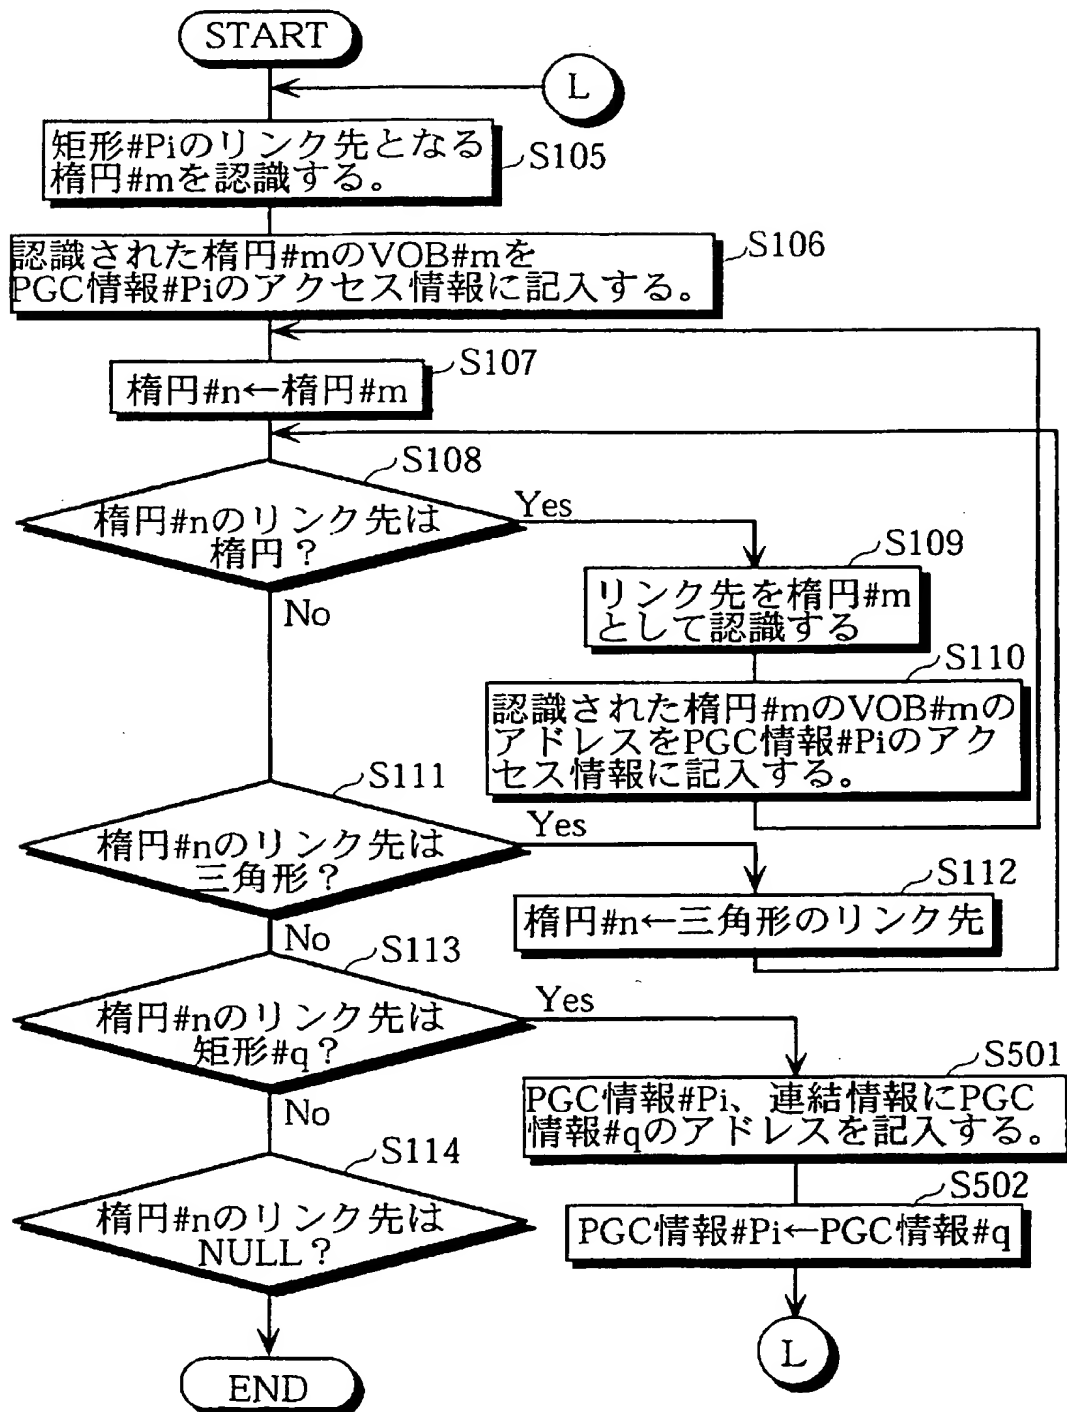 START
L
矩形#Piのリンク先となる
楕円#mを認識する。
S105
認識された楕円#mのVOB#mを
PGC情報#Piのアクセス情報に記入する。
S106
楕円#n←楕円#m
S107
S108
楕円#nのリンク先は
楕円？
Yes
No
S109
リンク先を楕円#m
として認識する
S110
認識された楕円#mのVOB#mの
アドレスをPGC情報#Piのアク
セス情報に記入する。
S111
楕円#nのリンク先は
三角形？
Yes
No
S112
楕円#n←三角形のリンク先
S113
楕円#nのリンク先は
矩形#q？
Yes
No
S501
PGC情報#Pi、連結情報にPGC
情報#qのアドレスを記入する。
S502
PGC情報#Pi←PGC情報#q
L
S114
楕円#nのリンク先は
NULL？
END